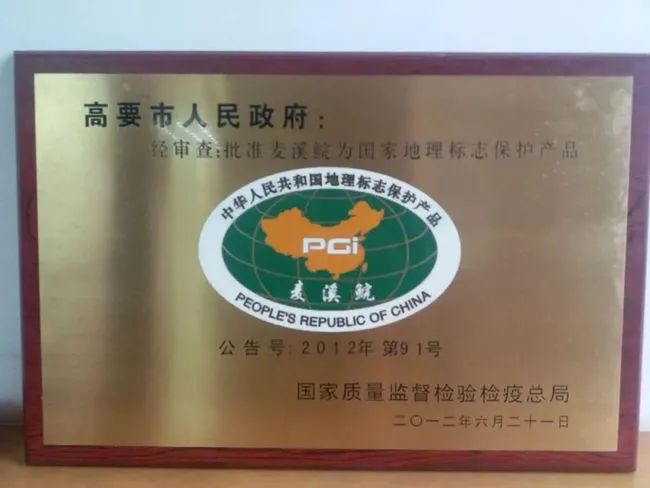 高要市人民政府：
经审查：批准麦溪鲩为国家地理标志保护产品
中华人民共和国地理标志保护产品
PGi
麦溪鲩
PEOPLE'S REPUBLIC OF CHINA
公告号：2012年 第91号
国家质量监督检验检疫总局
二〇一二年六月二十一日